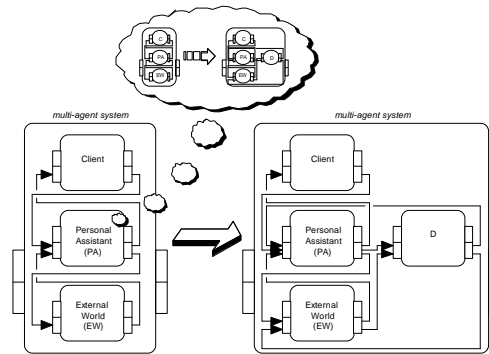 C
PA
EW
C
PA
D
EW
multi-agent system
multi-agent system
Client
Personal
Assistant
(PA)
External
World
(EW)
Client
Personal
Assistant
(PA)
D
External
World
(EW)